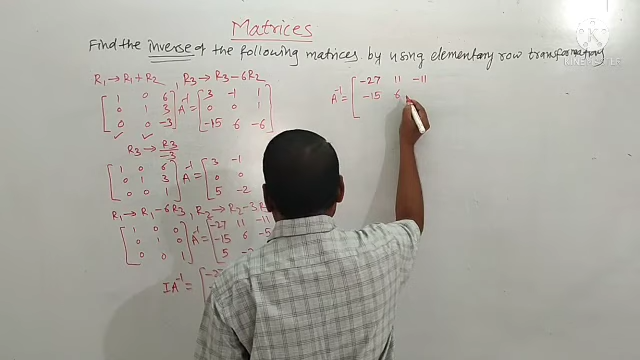 Matrices
Find the inverse of the following matrices by using elementary row transformations
R1 → R1 + R2 , R3 → R3 - 6R2
[ 1 0 6 ] A^-1 = [ 3 -1 1 ]
[ 0 1 3 ] [ 0 0 1 ]
[ 0 0 -3 ] [ -15 6 -6 ]
R3 → R3/-3
[ 1 0 6 ] A^-1 = [ 3 -1
[ 0 1 3 ] [ 0 0
[ 0 0 1 ] [ 5 -2
R1 → R1 - 6R3 , R2 → R2 - 3R
[ 1 0 0 ] A^-1 = [ -27 11 -11
[ 0 1 0 ] [ -15 6 -5
[ 0 0 1 ] [ 5 -2
IA^-1 = [ -27
A^-1 = [ -27 11 -11
[ -15 6